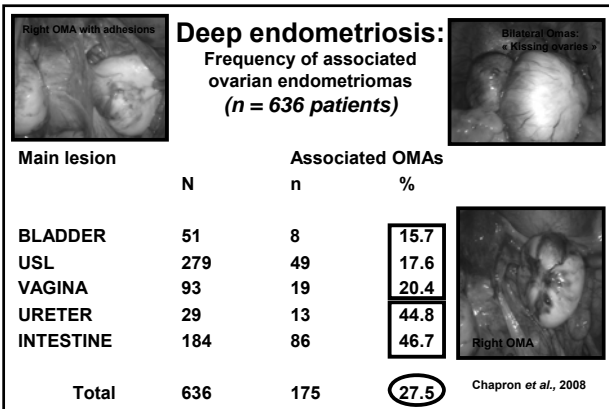 Right OMA with adhesions
Deep endometriosis:
Frequency of associated
ovarian endometriomas
(n = 636 patients)
Bilateral Omas:
« Kissing ovaries »
Main lesion Associated OMAs
N n %
BLADDER 51 8 15.7
USL 279 49 17.6
VAGINA 93 19 20.4
URETER 29 13 44.8
INTESTINE 184 86 46.7
Total 636 175 27.5
Right OMA
Chapron et al., 2008